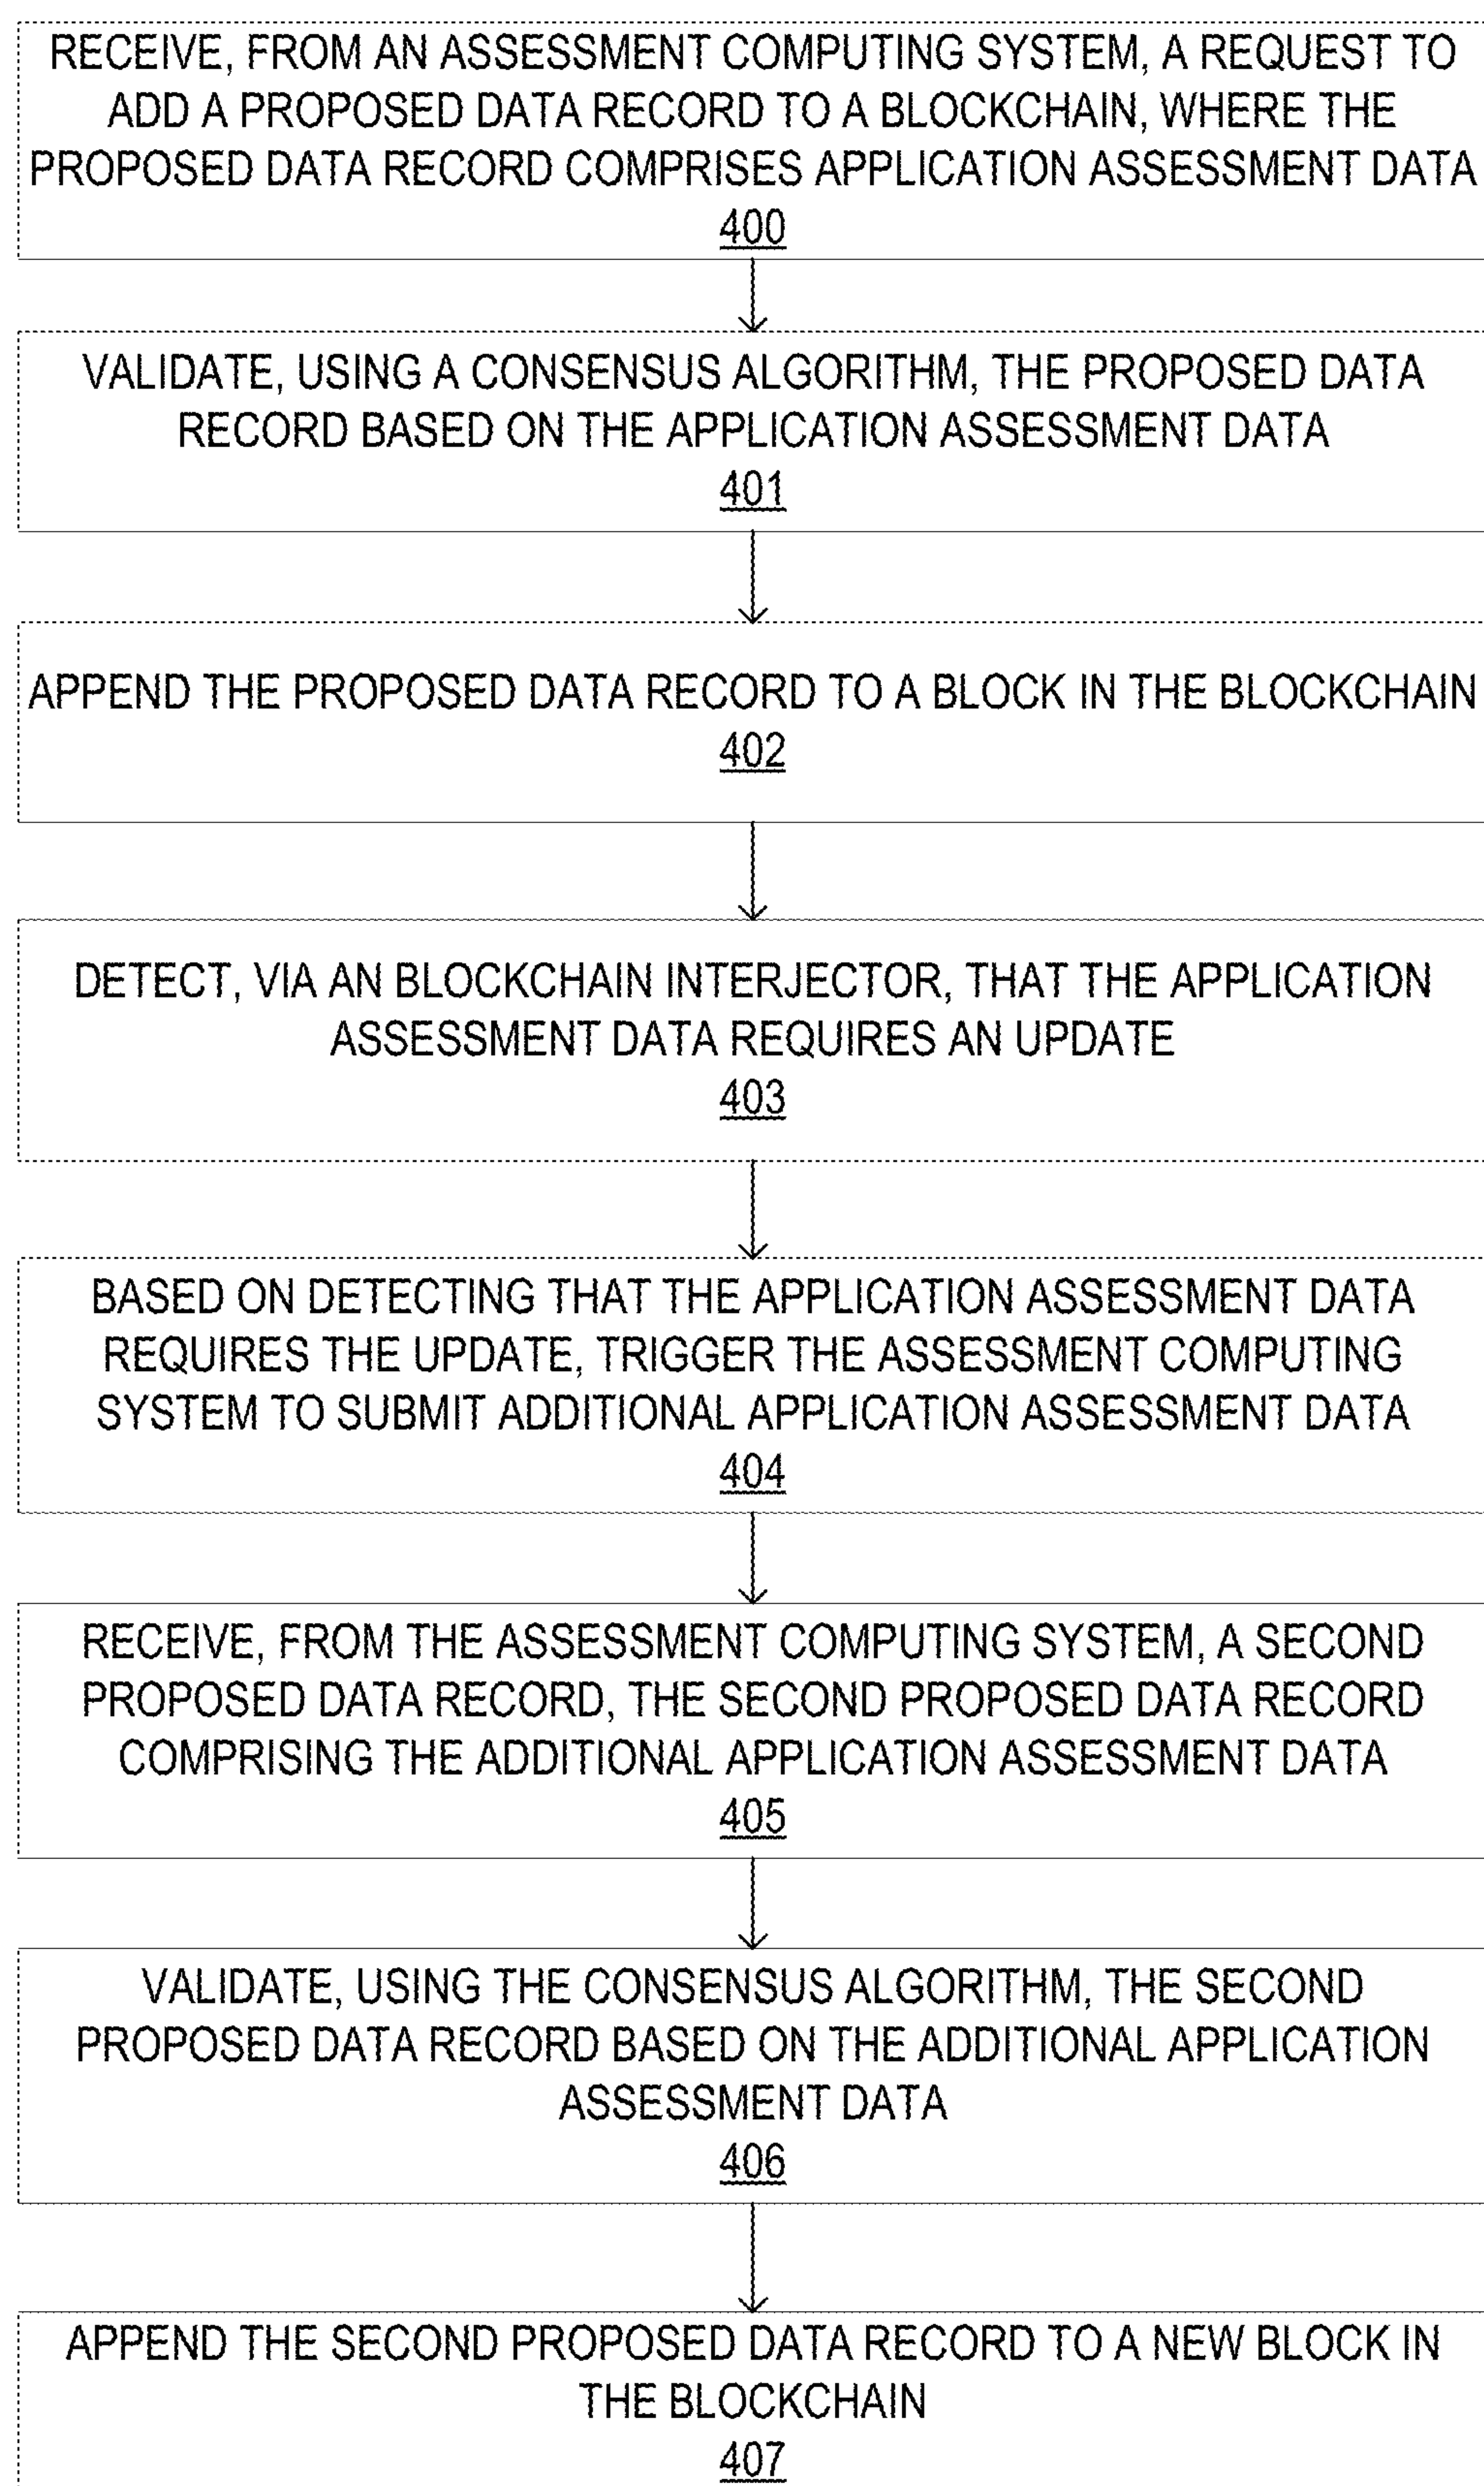 RECEIVE, FROM AN ASSESSMENT COMPUTING SYSTEM, A REQUEST TO
ADD A PROPOSED DATA RECORD TO A BLOCKCHAIN, WHERE THE
PROPOSED DATA RECORD COMPRISES APPLICATION ASSESSMENT DATA
400
VALIDATE, USING A CONSENSUS ALGORITHM, THE PROPOSED DATA
RECORD BASED ON THE APPLICATION ASSESSMENT DATA
401
APPEND THE PROPOSED DATA RECORD TO A BLOCK IN THE BLOCKCHAIN
402
DETECT, VIA AN BLOCKCHAIN INTERJECTOR, THAT THE APPLICATION
ASSESSMENT DATA REQUIRES AN UPDATE
403
BASED ON DETECTING THAT THE APPLICATION ASSESSMENT DATA
REQUIRES THE UPDATE, TRIGGER THE ASSESSMENT COMPUTING
SYSTEM TO SUBMIT ADDITIONAL APPLICATION ASSESSMENT DATA
404
RECEIVE, FROM THE ASSESSMENT COMPUTING SYSTEM, A SECOND
PROPOSED DATA RECORD, THE SECOND PROPOSED DATA RECORD
COMPRISING THE ADDITIONAL APPLICATION ASSESSMENT DATA
405
VALIDATE, USING THE CONSENSUS ALGORITHM, THE SECOND
PROPOSED DATA RECORD BASED ON THE ADDITIONAL APPLICATION
ASSESSMENT DATA
406
APPEND THE SECOND PROPOSED DATA RECORD TO A NEW BLOCK IN
THE BLOCKCHAIN
407